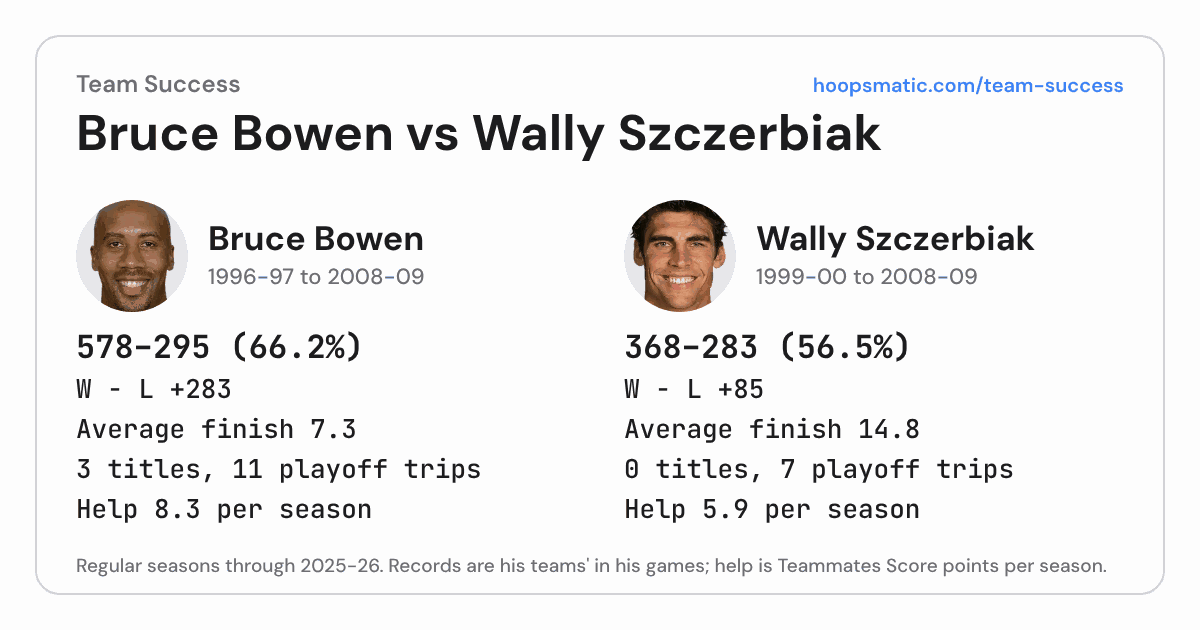 Team Success
hoopsmatic.com/team-success
Bruce Bowen vs Wally Szczerbiak
Bruce Bowen
1996–97 to 2008–09
578–295 (66.2%)
W - L +283
Average finish 7.3
3 titles, 11 playoff trips
Help 8.3 per season
Wally Szczerbiak
1999–00 to 2008–09
368–283 (56.5%)
W - L +85
Average finish 14.8
0 titles, 7 playoff trips
Help 5.9 per season
Regular seasons through 2025-26. Records are his teams' in his games; help is Teammates Score points per season.